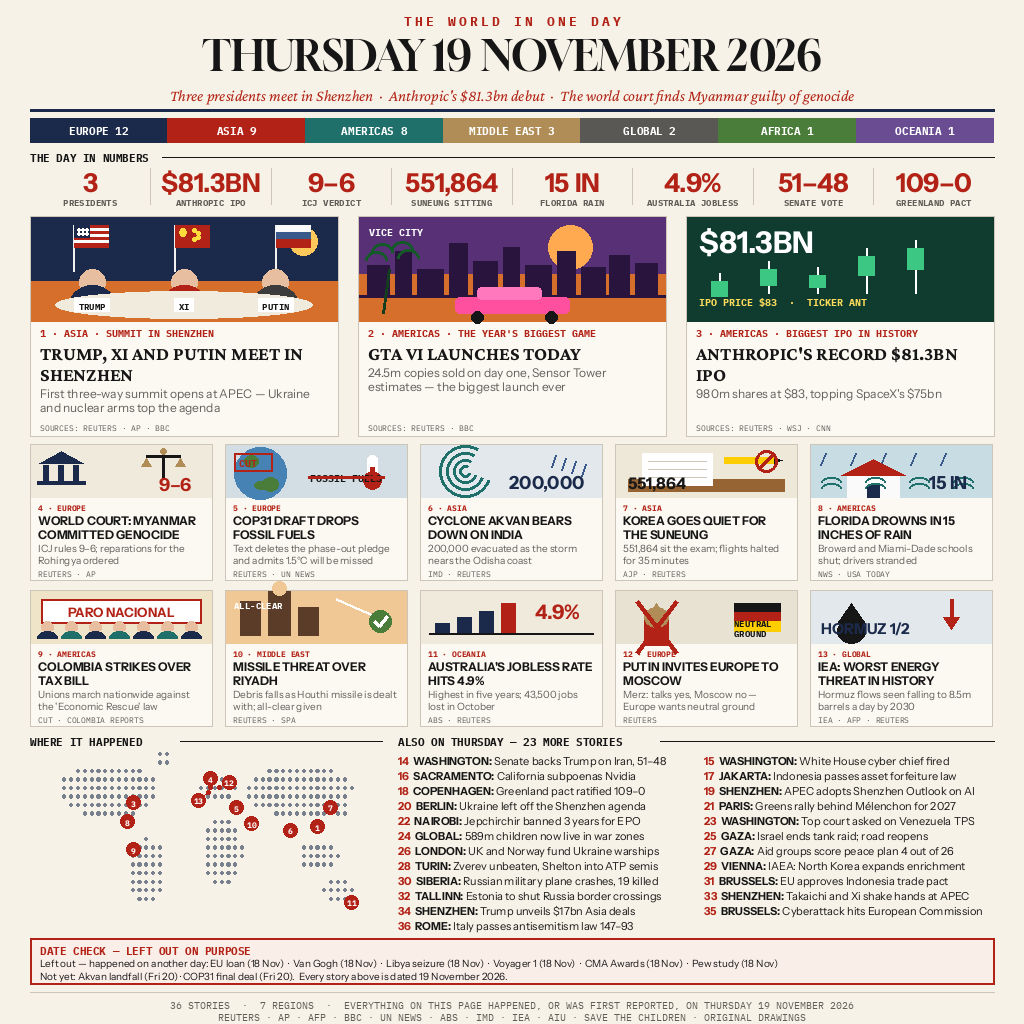 THE WORLD IN ONE DAY
THURSDAY 19 NOVEMBER 2026
Three presidents meet in Shenzhen · Anthropic's $81.3bn debut · The world court finds Myanmar guilty of genocide
EUROPE 12
ASIA 9
AMERICAS 8
MIDDLE EAST 3
GLOBAL 2
AFRICA 1
OCEANIA 1
THE DAY IN NUMBERS
3
PRESIDENTS
$81.3BN
ANTHROPIC IPO
9–6
ICJ VERDICT
551,864
SUNEUNG SITTING
15 IN
FLORIDA RAIN
4.9%
AUSTRALIA JOBLESS
51–48
SENATE VOTE
109–0
GREENLAND PACT
TRUMP
XI
PUTIN
1 · ASIA · SUMMIT IN SHENZHEN
TRUMP, XI AND PUTIN MEET IN
SHENZHEN
First three-way summit opens at APEC — Ukraine
and nuclear arms top the agenda
SOURCES: REUTERS · AP · BBC
VICE CITY
2 · AMERICAS · THE YEAR'S BIGGEST GAME
GTA VI LAUNCHES TODAY
24.5m copies sold on day one, Sensor Tower
estimates — the biggest launch ever
SOURCES: REUTERS · BBC
$81.3BN
IPO PRICE $83 · TICKER ANT
3 · AMERICAS · BIGGEST IPO IN HISTORY
ANTHROPIC'S RECORD $81.3BN
IPO
980m shares at $83, topping SpaceX's $75bn
SOURCES: REUTERS · WSJ · CNN
9–6
4 · EUROPE
WORLD COURT: MYANMAR
COMMITTED GENOCIDE
ICJ rules 9–6; reparations for the
Rohingya ordered
REUTERS · AP
CUT
FOSSIL FUELS
5 · EUROPE
COP31 DRAFT DROPS
FOSSIL FUELS
Text deletes the phase-out pledge
and admits 1.5°C will be missed
REUTERS · UN NEWS
200,000
6 · ASIA
CYCLONE AKVAN BEARS
DOWN ON INDIA
200,000 evacuated as the storm
nears the Odisha coast
IMD · REUTERS
551,864
7 · ASIA
KOREA GOES QUIET FOR
THE SUNEUNG
551,864 sit the exam; flights halted
for 35 minutes
AJP · REUTERS
15 IN
8 · AMERICAS
FLORIDA DROWNS IN 15
INCHES OF RAIN
Broward and Miami-Dade schools
shut; drivers stranded
NWS · USA TODAY
PARO NACIONAL
9 · AMERICAS
COLOMBIA STRIKES OVER
TAX BILL
Unions march nationwide against
the 'Economic Rescue' law
CUT · COLOMBIA REPORTS
ALL-CLEAR
10 · MIDDLE EAST
MISSILE THREAT OVER
RIYADH
Debris falls as Houthi missile is dealt
with; all-clear given
REUTERS · SPA
4.9%
11 · OCEANIA
AUSTRALIA'S JOBLESS RATE
HITS 4.9%
Highest in five years; 43,500 jobs
lost in October
ABS · REUTERS
NEUTRAL
GROUND
12 · EUROPE
PUTIN INVITES EUROPE TO
MOSCOW
Merz: talks yes, Moscow no —
Europe wants neutral ground
REUTERS
HORMUZ 1/2
13 · GLOBAL
IEA: WORST ENERGY
THREAT IN HISTORY
Hormuz flows seen falling to 8.5m
barrels a day by 2030
IEA · AFP · REUTERS
WHERE IT HAPPENED
4
12
13
3
5
7
8
10
6
1
9
11
ALSO ON THURSDAY — 23 MORE STORIES
14 WASHINGTON: Senate backs Trump on Iran, 51–48
16 SACRAMENTO: California subpoenas Nvidia
18 COPENHAGEN: Greenland pact ratified 109–0
20 BERLIN: Ukraine left off the Shenzhen agenda
22 NAIROBI: Jepchirchir banned 3 years for EPO
24 GLOBAL: 589m children now live in war zones
26 LONDON: UK and Norway fund Ukraine warships
28 TURIN: Zverev unbeaten, Shelton into ATP semis
30 SIBERIA: Russian military plane crashes, 19 killed
32 TALLINN: Estonia to shut Russia border crossings
34 SHENZHEN: Trump unveils $17bn Asia deals
36 ROME: Italy passes antisemitism law 147–93
15 WASHINGTON: White House cyber chief fired
17 JAKARTA: Indonesia passes asset forfeiture law
19 SHENZHEN: APEC adopts Shenzhen Outlook on AI
21 PARIS: Greens rally behind Mélenchon for 2027
23 WASHINGTON: Top court asked on Venezuela TPS
25 GAZA: Israel ends tank raid; road reopens
27 GAZA: Aid groups score peace plan 4 out of 26
29 VIENNA: IAEA: North Korea expands enrichment
31 BRUSSELS: EU approves Indonesia trade pact
33 SHENZHEN: Takaichi and Xi shake hands at APEC
35 BRUSSELS: Cyberattack hits European Commission
DATE CHECK — LEFT OUT ON PURPOSE
Left out — happened on another day: EU loan (18 Nov) · Van Gogh (18 Nov) · Libya seizure (18 Nov) · Voyager 1 (18 Nov) · CMA Awards (18 Nov) · Pew study (18 Nov)
Not yet: Akvan landfall (Fri 20) · COP31 final deal (Fri 20). Every story above is dated 19 November 2026.
36 STORIES · 7 REGIONS · EVERYTHING ON THIS PAGE HAPPENED, OR WAS FIRST REPORTED, ON THURSDAY 19 NOVEMBER 2026
REUTERS · AP · AFP · BBC · UN NEWS · ABS · IMD · IEA · AIU · SAVE THE CHILDREN · ORIGINAL DRAWINGS